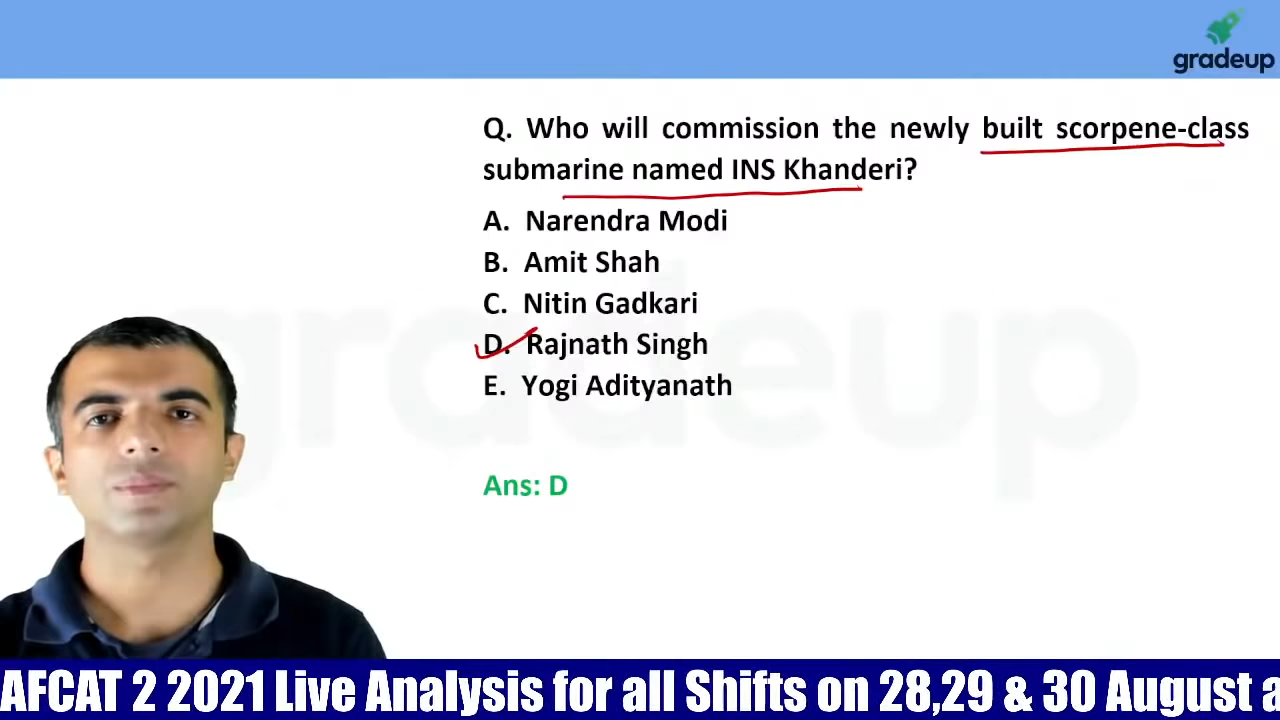 gradeup
Q. Who will commission the newly built scorpene-class
submarine named INS Khanderi?
A. Narendra Modi
B. Amit Shah
C. Nitin Gadkari
D. Rajnath Singh
E. Yogi Adityanath
gradeup
Ans: D
AFCAT 2 2021 Live Analysis for all Shifts on 28,29 & 30 August a